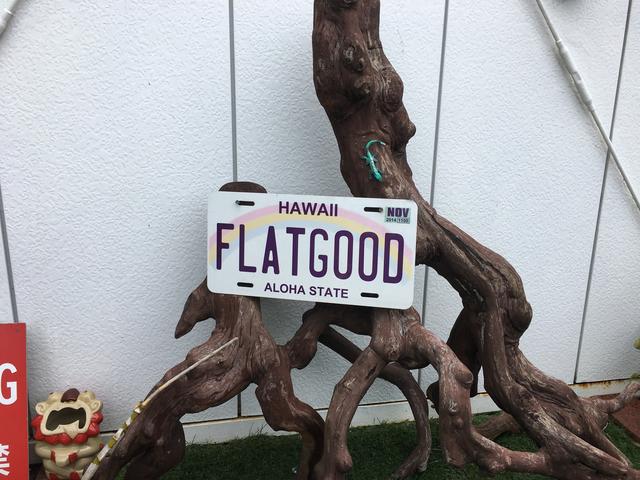 HAWAII
NOV
FLATGOOD
ALOHA STATE
G